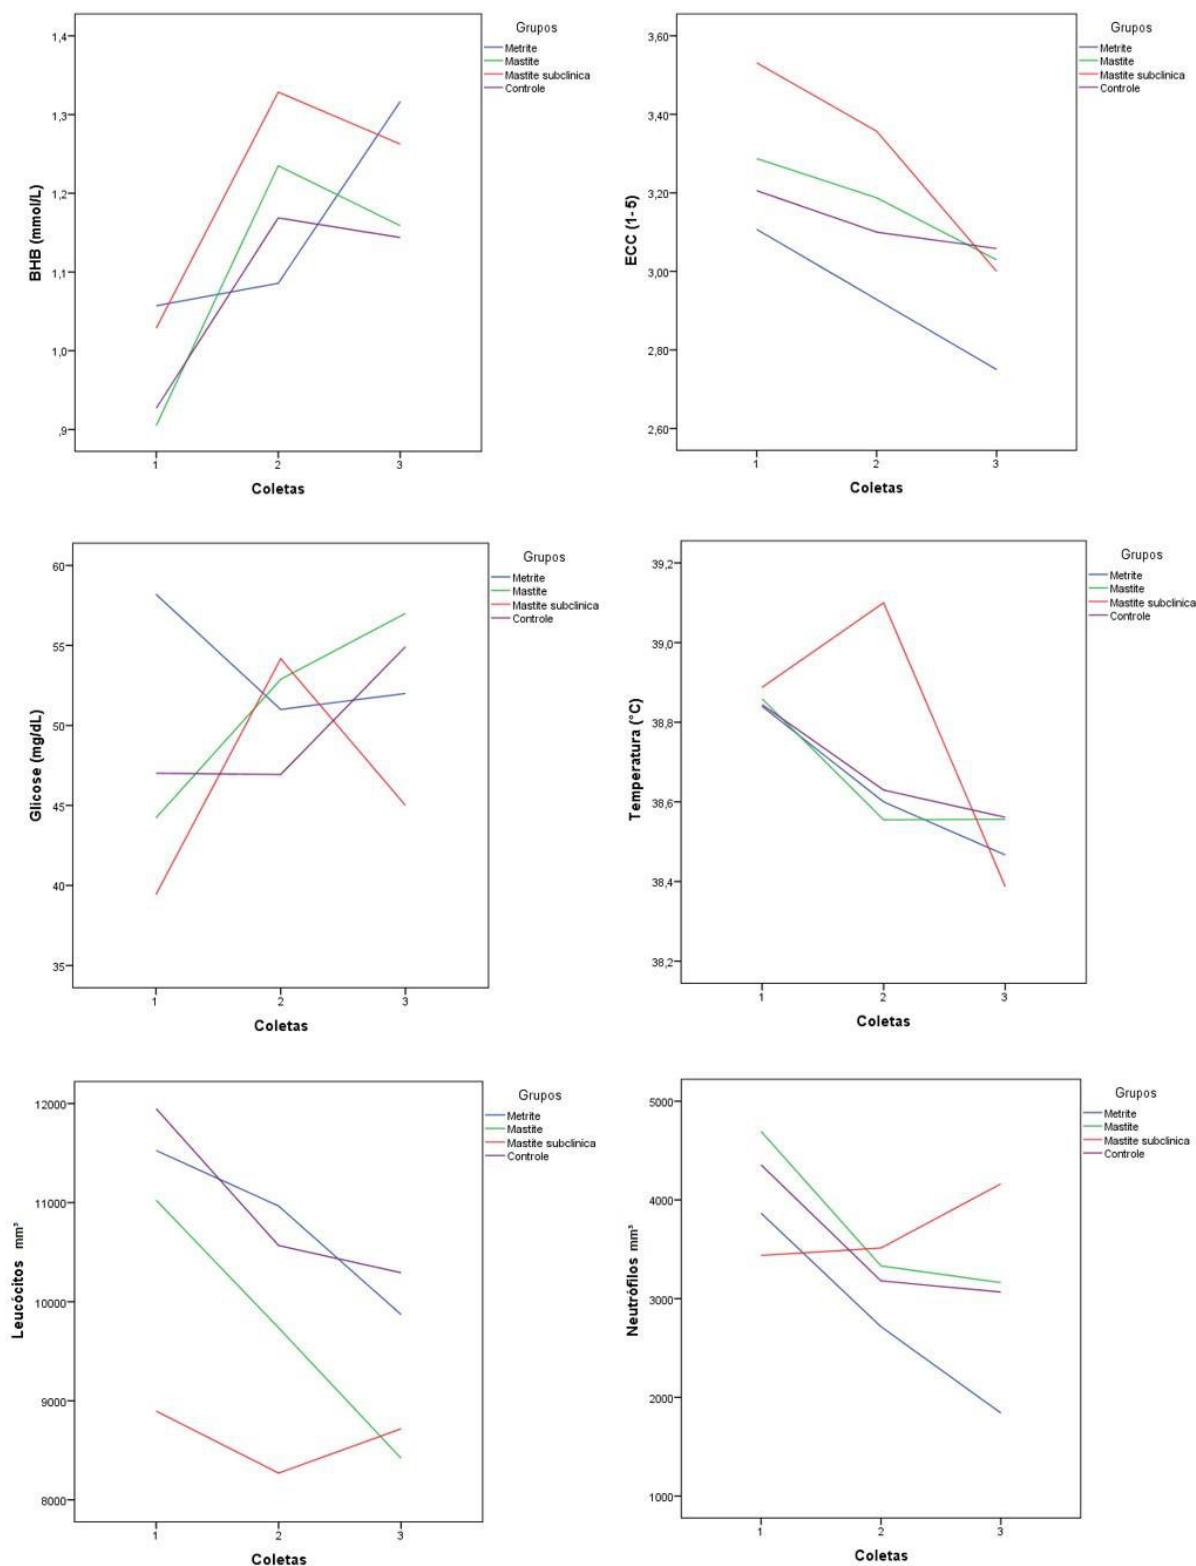 Grupos
Metrite
Mastite
Mastite subclinica
Controle
BHB (mmol/L)
1,4
1,3
1,2
1,1
1,0
,9
1 2 3
Coletas
Grupos
Metrite
Mastite
Mastite subclinica
Controle
ECC (1-5)
3,60
3,40
3,20
3,00
2,80
2,60
1 2 3
Coletas
Grupos
Metrite
Mastite
Mastite subclinica
Controle
Glicose (mg/dL)
60
55
50
45
40
35
1 2 3
Coletas
Grupos
Metrite
Mastite
Mastite subclinica
Controle
Temperatura (°C)
39,2
39,0
38,8
38,6
38,4
38,2
1 2 3
Coletas
Grupos
Metrite
Mastite
Mastite subclinica
Controle
Leucócitos mm³
12000
11000
10000
9000
8000
1 2 3
Coletas
Grupos
Metrite
Mastite
Mastite subclinica
Controle
Neutrófilos mm³
5000
4000
3000
2000
1000
1 2 3
Coletas